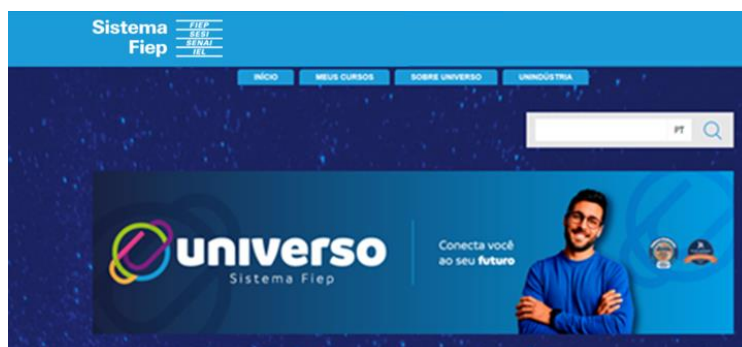 Sistema
Fiep
FIEP
SESI
SENAI
IEL
INÍCIO MEUS CURSOS SOBRE UNIVERSO UNINDÚSTRIA
PT
universo
Sistema Fiep
Conecta você
ao seu futuro